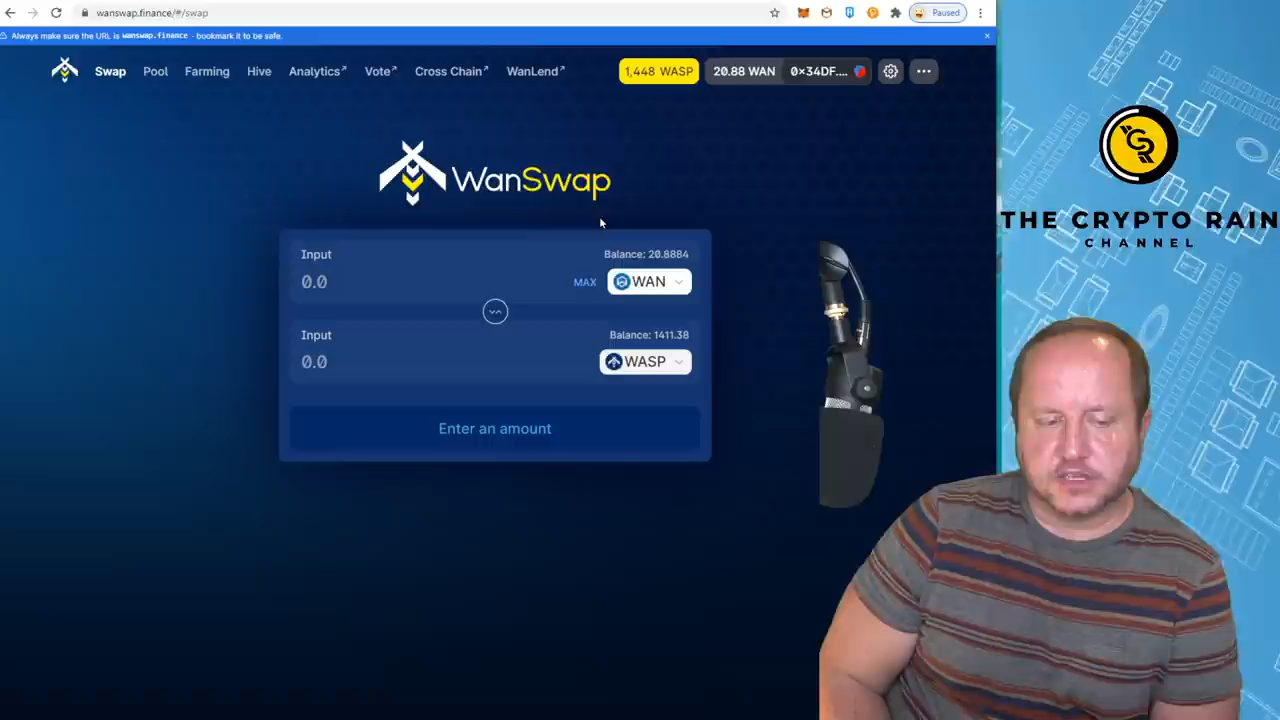 wanswap.finance/#/swap
Paused
Always make sure the URL is wanswap.finance - bookmark it to be safe.
Swap Pool Farming Hive Analytics↗ Vote↗ Cross Chain↗ WanLend↗ 1,448 WASP 20.88 WAN 0×34DF....
WanSwap
Input Balance: 20.8884
0.0 MAX WAN
Input Balance: 1411.38
0.0 WASP
Enter an amount
THE CRYPTO RAIN
CHANNEL